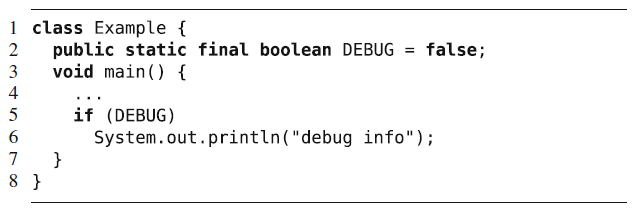 1 class Example {
2   public static final boolean DEBUG = false;
3   void main() {
4     ...
5     if (DEBUG)
6       System.out.println("debug info");
7   }
8 }